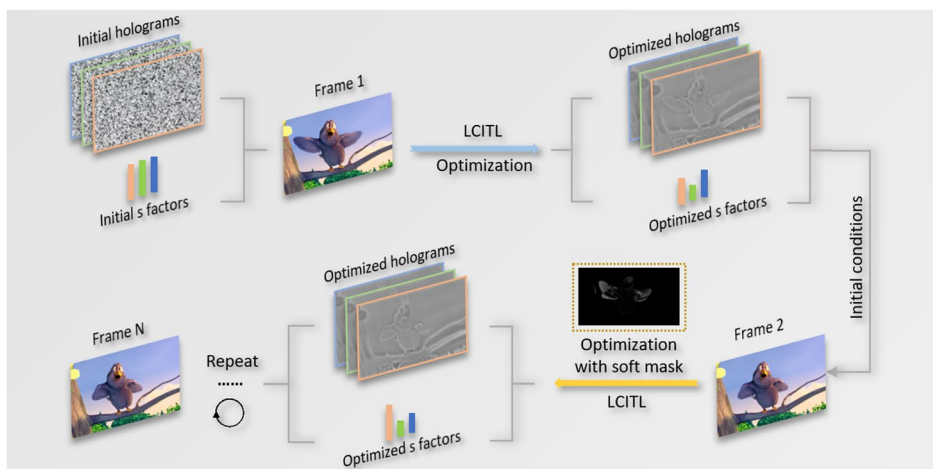 Initial holograms
Initial s factors
Frame 1
LCITL
Optimization
Optimized holograms
Optimized s factors
Initial conditions
Frame 2
Optimization
with soft mask
LCITL
Optimized holograms
Optimized s factors
Repeat
......
Frame N